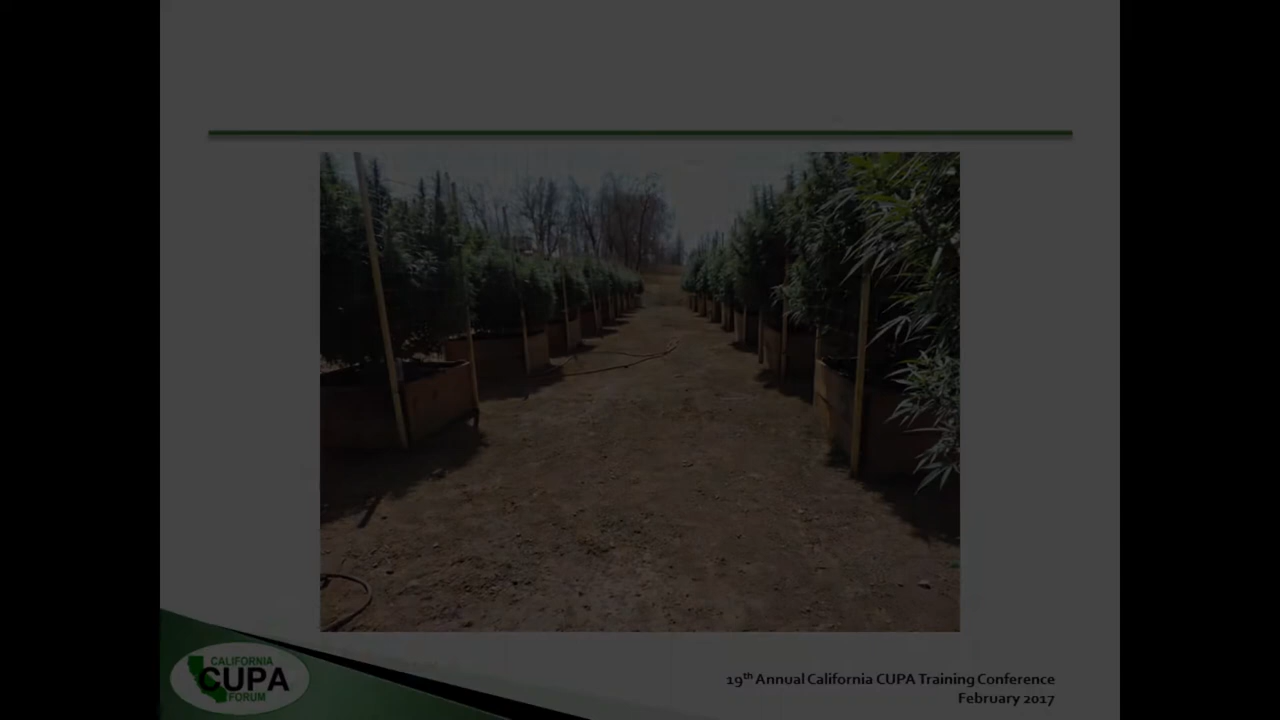 CALIFORNIA
CUPA
FORUM
19th Annual California CUPA Training Conference
February 2017